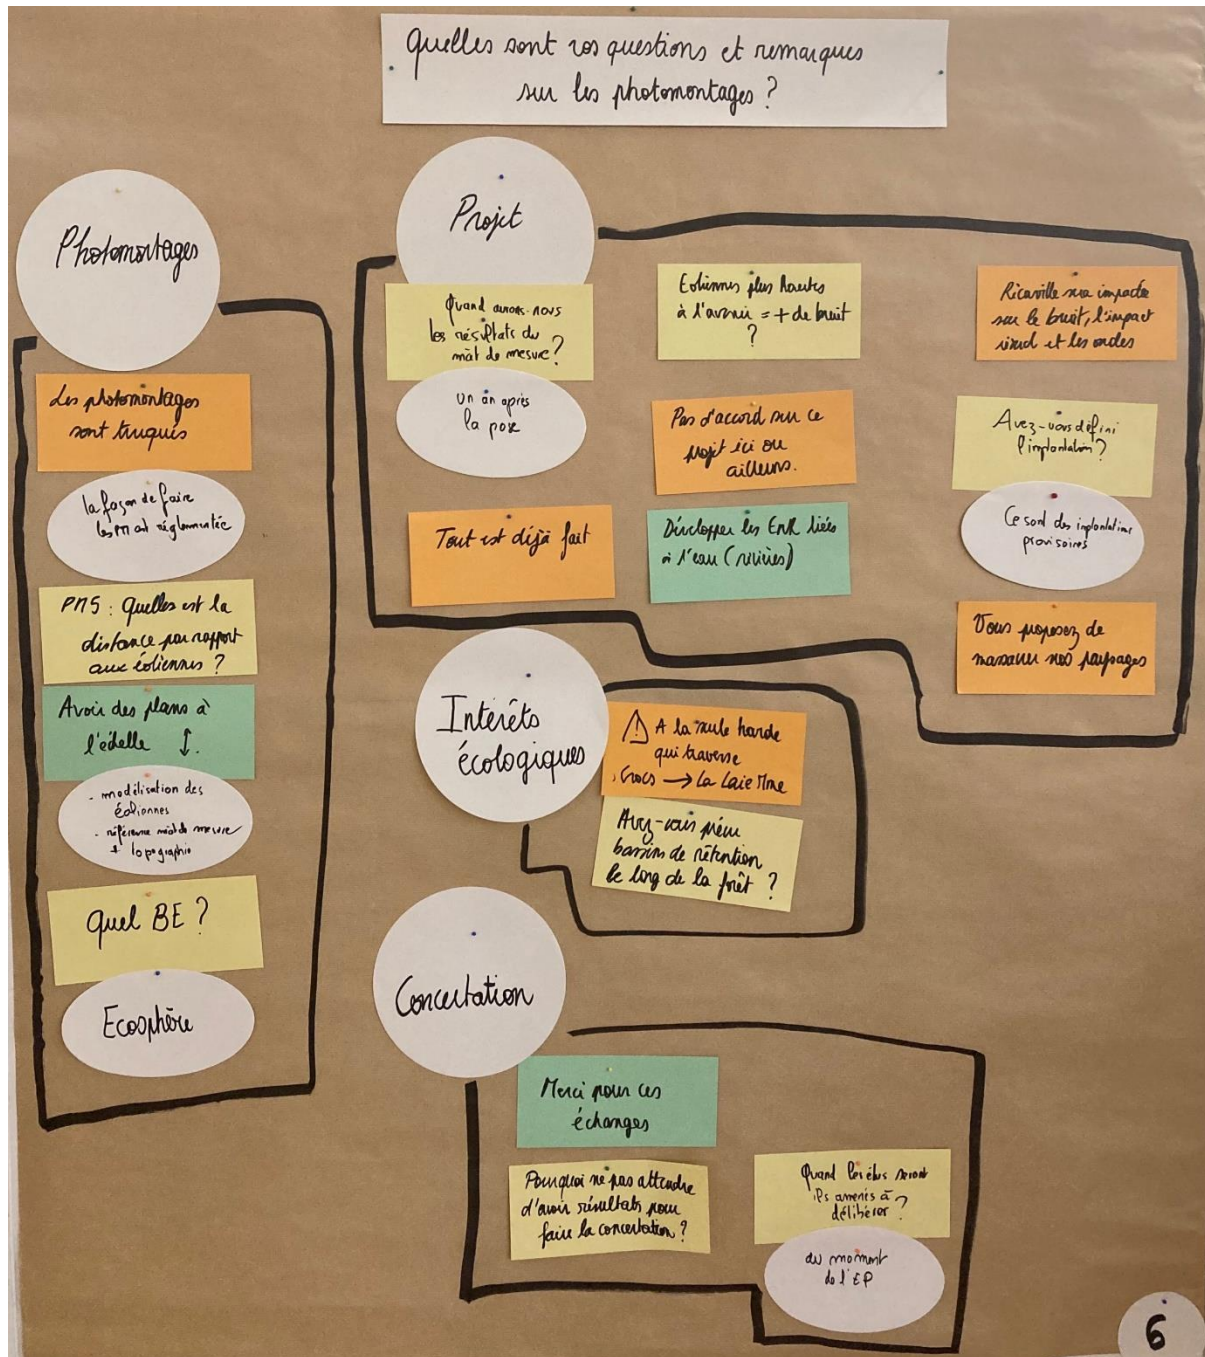 Quelles sont vos questions et remarques
sur les photomontages ?
Photomontages
Les photomontages
sont truqués
la façon de faire
les PM est réglementée
PM5 : Quelles est la
distance par rapport
aux éoliennes ?
Avoir des plans à
l'échelle ↕.
- modélisation des
éoliennes
- référence mât de mesure
+ topographie
Quel BE ?
Ecosphère
Projet
Quand aurons-nous
les résultats du
mât de mesure ?
Un an après
la pose
Tout est déjà fait
Eoliennes plus hautes
à l'avenir = + de bruit
?
Pas d'accord sur ce
projet ici ou
ailleurs.
Développer les EnR liées
à l'eau (rivières)
Ricarville sera impactée
sur le bruit, l'impact
visuel et les ondes
Avez-vous défini
l'implantation ?
Ce sont des implantations
provisoires
Vous proposez de
massacrer nos paysages
Intérêts
écologiques
⚠ A la seule harde
qui traverse
Crocs → La Laie
Avez-vous prévu
bassins de rétention
le long de la forêt ?
Concertation
Merci pour ces
échanges
Pourquoi ne pas attendre
d'avoir résultats pour
faire la concertation ?
Quand les élus seront
ils amenés à
délibérer ?
au moment
de l'EP
6